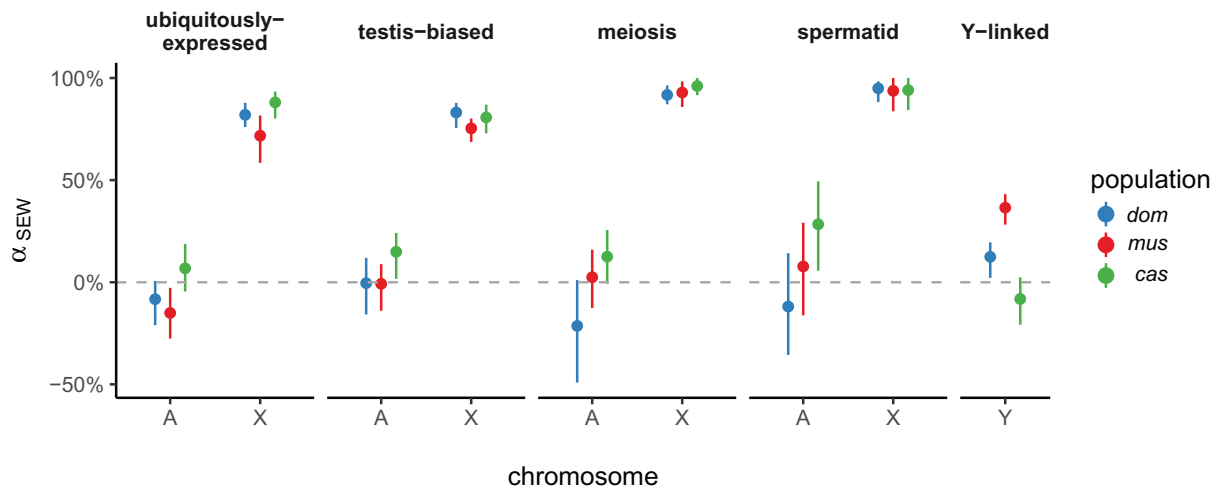 ubiquitously−
expressed
testis−biased
meiosis
spermatid
Y−linked
100%
50%
0%
−50%
α SEW
A
X
A
X
A
X
A
X
Y
chromosome
population
dom
mus
cas